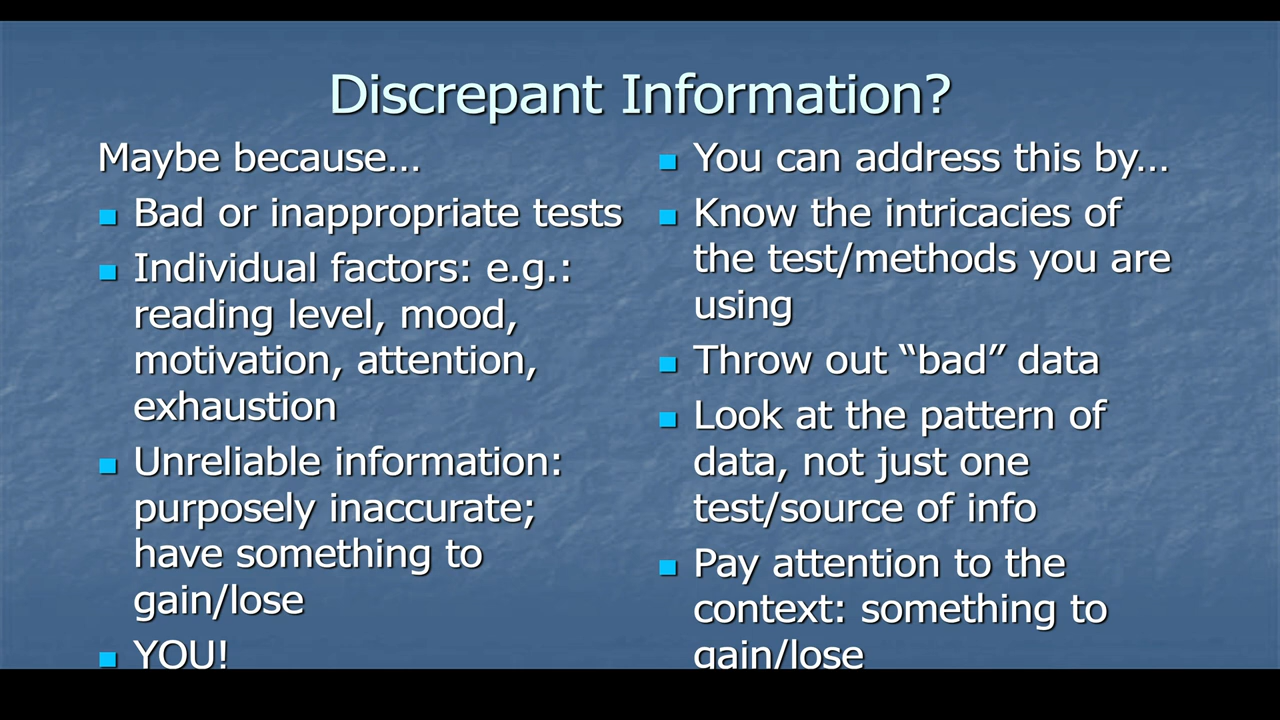 Discrepant Information?
Maybe because…
Bad or inappropriate tests
Individual factors: e.g.:
reading level, mood,
motivation, attention,
exhaustion
Unreliable information:
purposely inaccurate;
have something to
gain/lose
YOU!
You can address this by…
Know the intricacies of
the test/methods you are
using
Throw out “bad” data
Look at the pattern of
data, not just one
test/source of info
Pay attention to the
context: something to
gain/lose